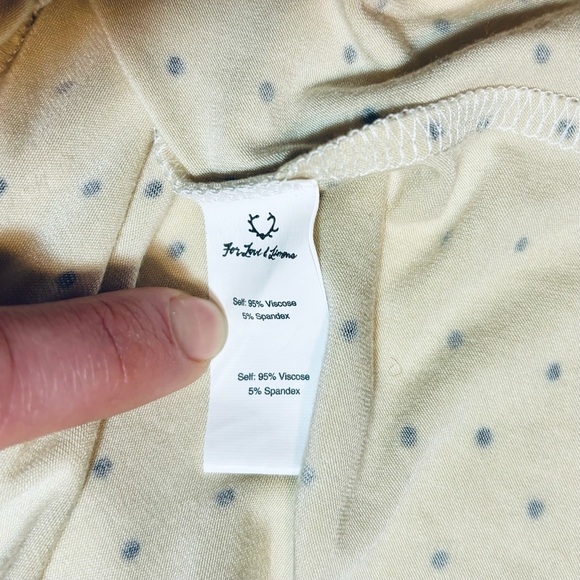 For Love & Lemons
Self: 95% Viscose
5% Spandex
Self: 95% Viscose
5% Spandex